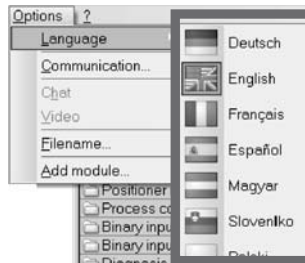 Options ?
Language
Communication...
Chat
Video
Filename...
Add module...
Positioner
Process co
Binary inpu
Binary inpu
Deutsch
English
Français
Español
Magyar
Slovenlko